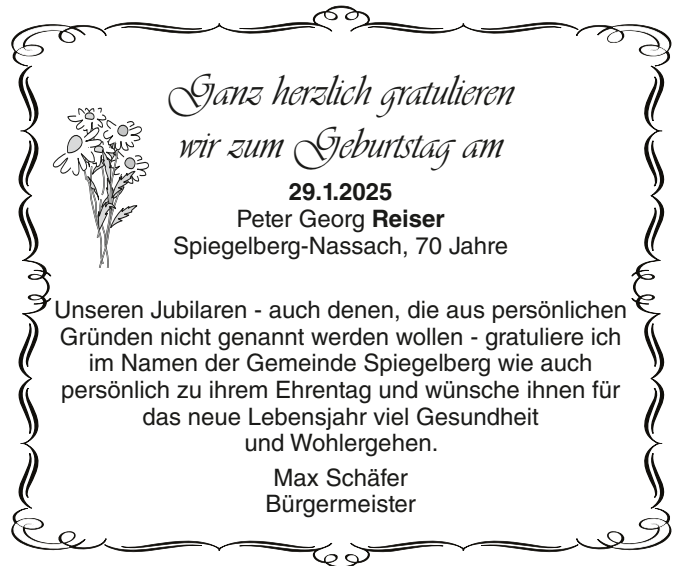 Ganz herzlich gratulieren
wir zum Geburtstag am
29.1.2025
Peter Georg Reiser
Spiegelberg-Nassach, 70 Jahre
Unseren Jubilaren - auch denen, die aus persönlichen
Gründen nicht genannt werden wollen - gratuliere ich
im Namen der Gemeinde Spiegelberg wie auch
persönlich zu ihrem Ehrentag und wünsche ihnen für
das neue Lebensjahr viel Gesundheit
und Wohlergehen.
Max Schäfer
Bürgermeister